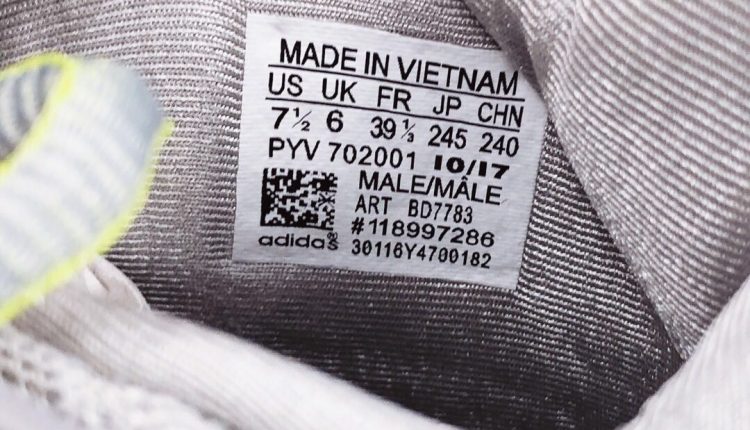 MADE IN VIETNAM
US UK FR JP CHN
7½ 6 39⅓ 245 240
PYV 702001 10/17
MALE/MÂLE
ART BD7783
#118997286
adidas 30116Y4700182